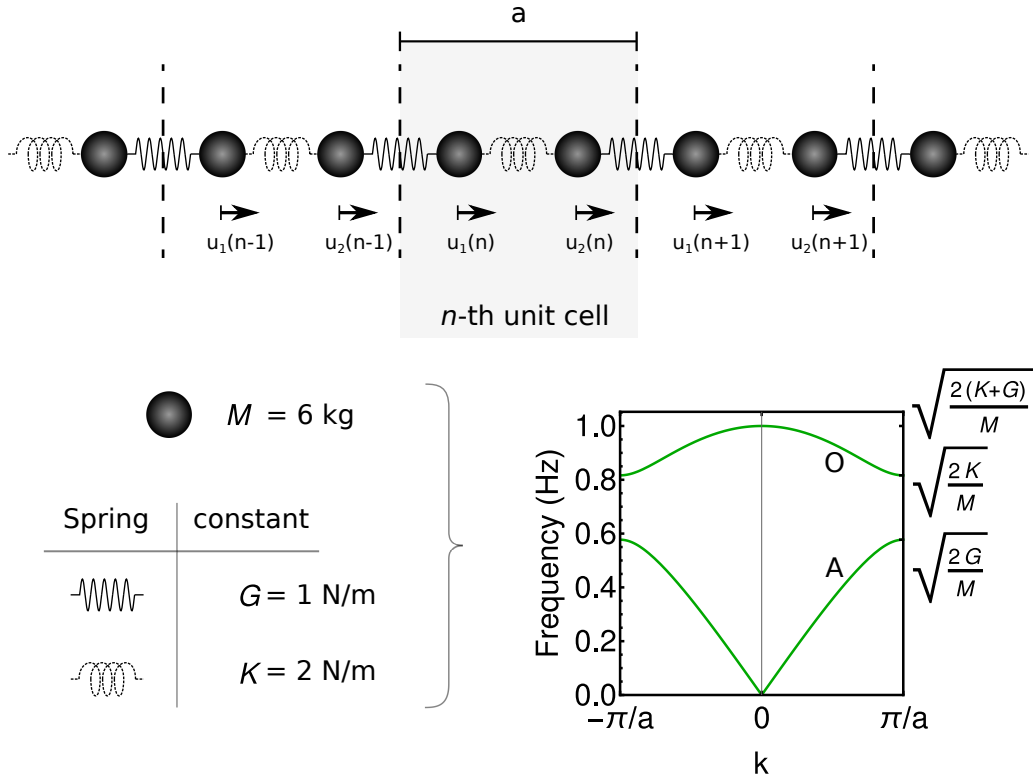 a
u₁(n-1) u₂(n-1) u₁(n) u₂(n) u₁(n+1) u₂(n+1)
n-th unit cell
M = 6 kg
Spring constant
G = 1 N/m
K = 2 N/m
√(2(K+G)/M)
√(2K/M)
√(2G/M)
Frequency (Hz)
1.0
0.8
0.6
0.4
0.2
0.0
O
A
−π/a 0 π/a
k